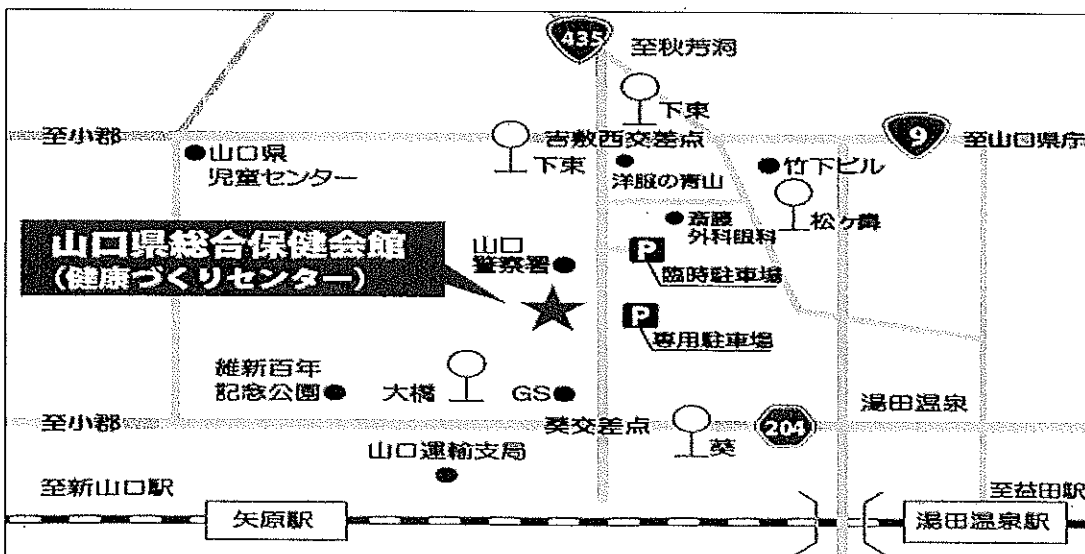 435
至秋芳洞
下東
至小郡
吉敷西交差点
9
至山口県庁
山口県
児童センター
下東
洋服の青山
竹下ビル
松ヶ鼻
斎藤
外科眼科
山口県総合保健会館
(健康づくりセンター)
山口
警察署
P
臨時駐車場
P
専用駐車場
維新百年
記念公園
大橋
GS
湯田温泉
至小郡
葵交差点
葵
204
山口運輸支局
至新山口駅
至益田駅
矢原駅
湯田温泉駅